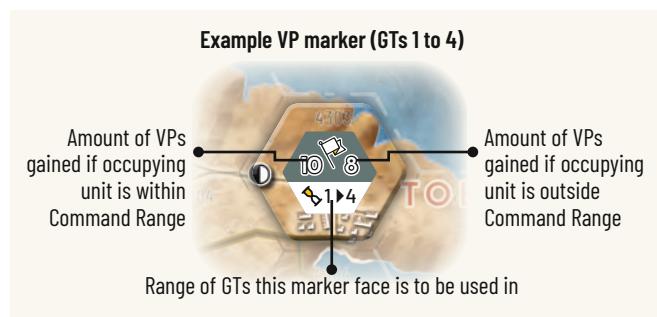 Example VP marker (GTs 1 to 4)
4309
Amount of VPs
gained if occupying
unit is within
Command Range
10 8
1 4
TO
Amount of VPs
gained if occupying
unit is outside
Command Range
Range of GTs this marker face is to be used in